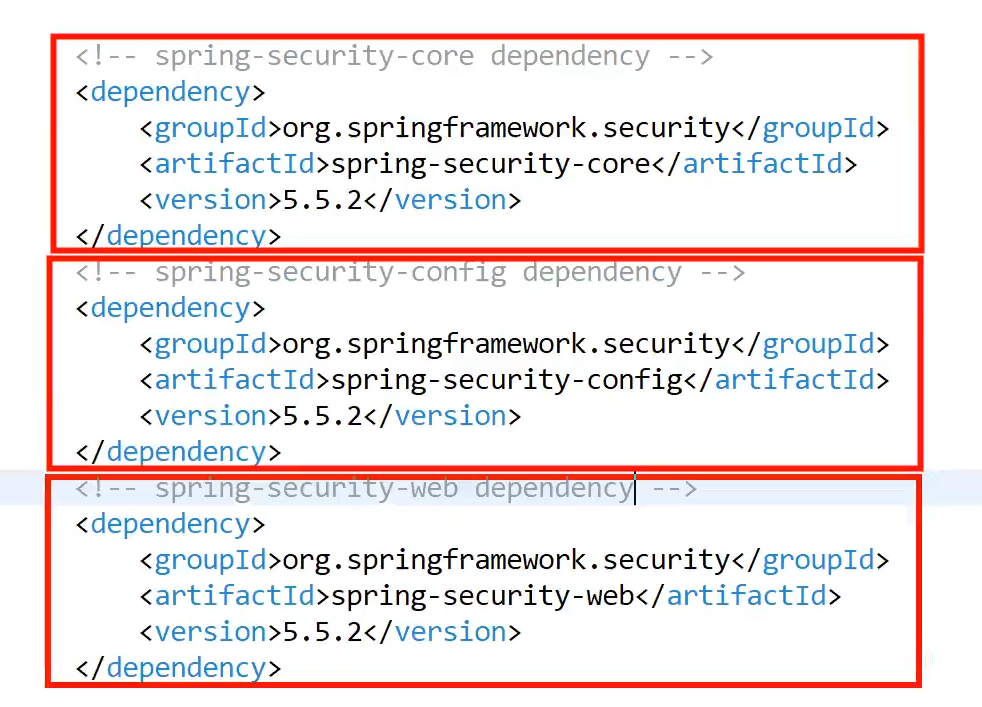 <!-- spring-security-core dependency -->
<dependency>
    <groupId>org.springframework.security</groupId>
    <artifactId>spring-security-core</artifactId>
    <version>5.5.2</version>
</dependency>
<!-- spring-security-config dependency -->
<dependency>
    <groupId>org.springframework.security</groupId>
    <artifactId>spring-security-config</artifactId>
    <version>5.5.2</version>
</dependency>
<!-- spring-security-web dependency -->
<dependency>
    <groupId>org.springframework.security</groupId>
    <artifactId>spring-security-web</artifactId>
    <version>5.5.2</version>
</dependency>